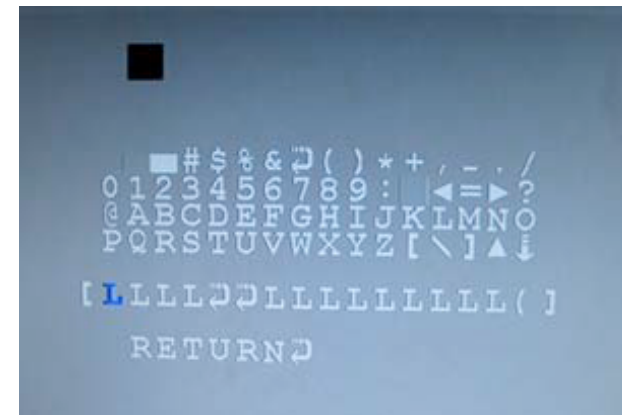 ■#$%&⮌()*+,-./
0123456789: ◀=▶?
@ABCDEFGHIJKLMNO
PQRSTUVWXYZ[\]▲⬇
[LLLL⮌⮌LLLLLLLLL(]
RETURN⮌